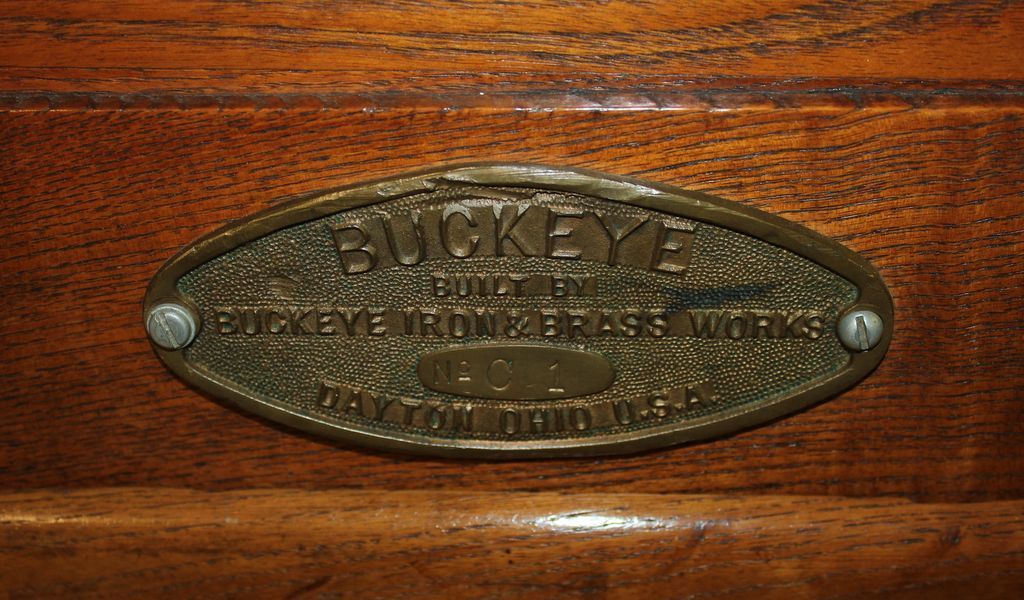 BUCKEYE
BUILT BY
BUCKEYE IRON & BRASS WORKS
Nº C 1
DAYTON OHIO U.S.A.